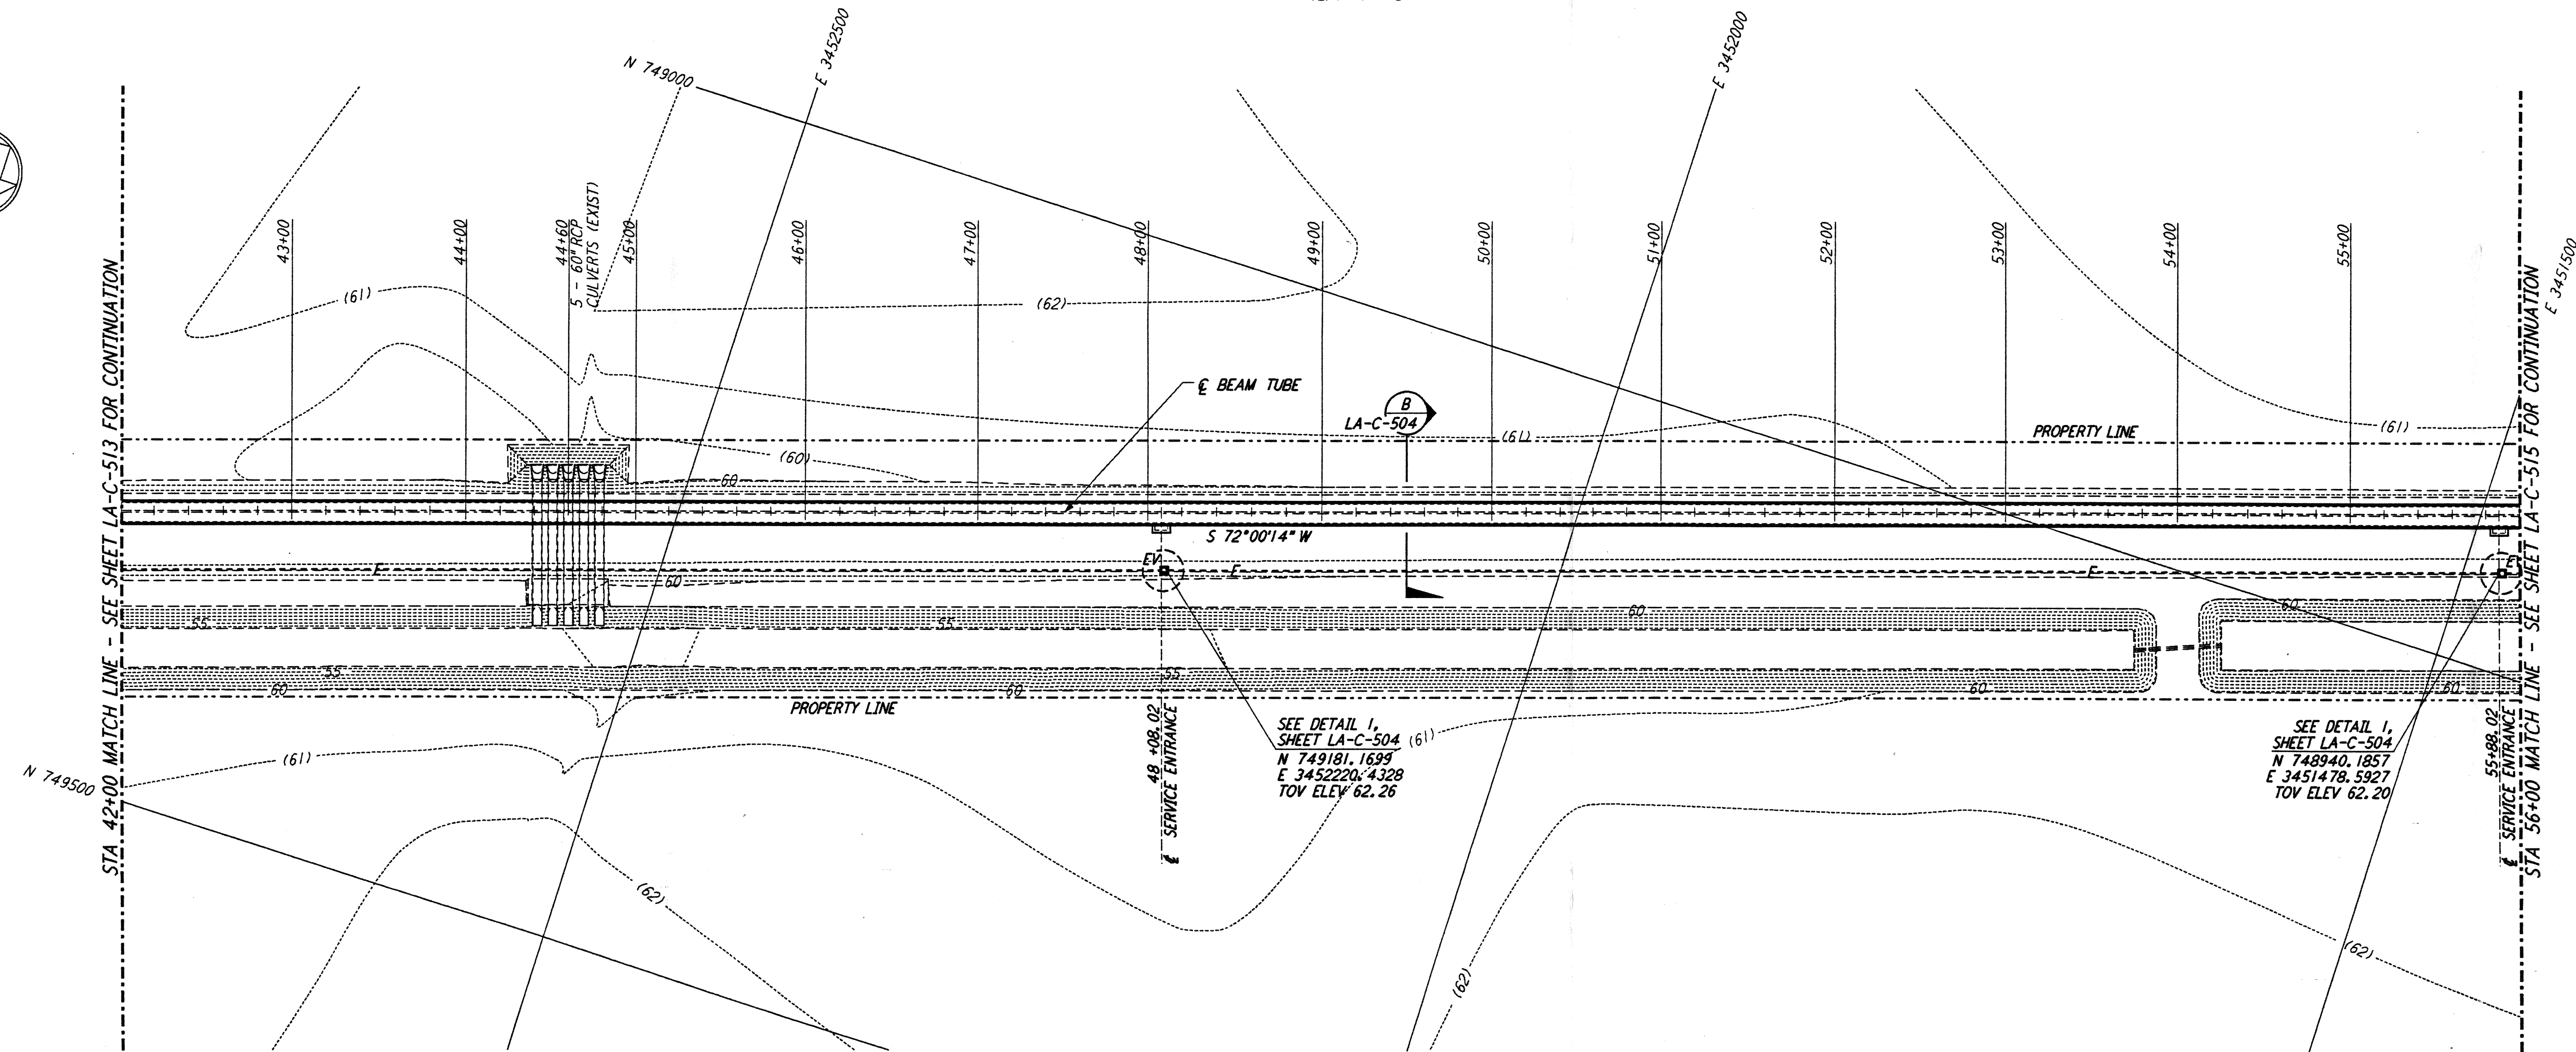 N 749000
E 3452500
E 3452000
E 3451500
STA 42+00 MATCH LINE - SEE SHEET LA-C-513 FOR CONTINUATION
43+00
44+00
44+60
5 - 60" RCP
CULVERTS (EXIST)
45+00
46+00
47+00
48+00
49+00
50+00
51+00
52+00
53+00
54+00
55+00
STA 56+00 MATCH LINE - SEE SHEET LA-C-515 FOR CONTINUATION
(61)
(62)
℄ BEAM TUBE
B
LA-C-504
(61)
PROPERTY LINE
(61)
(60)
60
S 72°00'14" W
E
60
EV
E
E
E
55
55
60
60
55
60
60
55
60
60
PROPERTY LINE
48 +08.02
℄ SERVICE ENTRANCE
SEE DETAIL 1,
SHEET LA-C-504
N 749181.1699
E 3452220.4328
TOV ELEV 62.26
(61)
SEE DETAIL 1,
SHEET LA-C-504
N 748940.1857
E 3451478.5927
TOV ELEV 62.20
55+88.02
℄ SERVICE ENTRANCE
(61)
N 749500
(62)
(62)
(62)